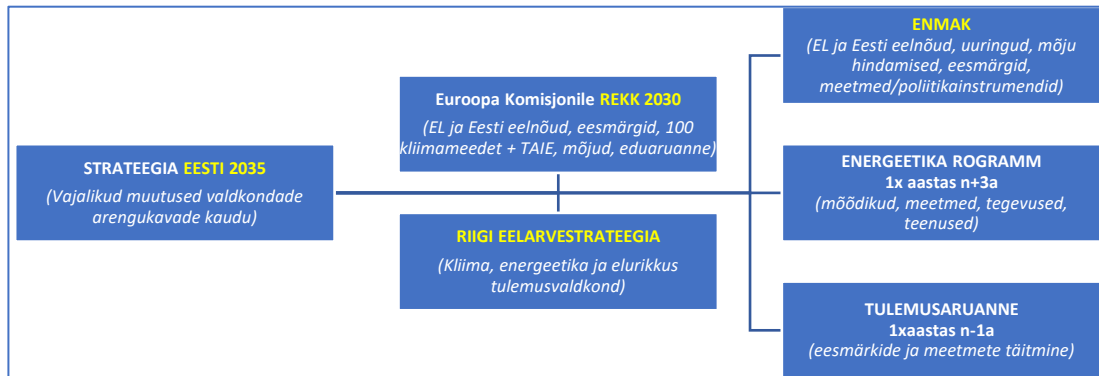 STRATEEGIA EESTI 2035
(Vajalikud muutused valdkondade
arengukavade kaudu)
Euroopa Komisjonile REKK 2030
(EL ja Eesti eelnõud, eesmärgid, 100
kliimameedet + TAIE, mõjud, eduaruanne)
RIIGI EELARVESTRATEEGIA
(Kliima, energeetika ja elurikkus
tulemusvaldkond)
ENMAK
(EL ja Eesti eelnõud, uuringud, mõju
hindamised, eesmärgid,
meetmed/poliitikainstrumendid)
ENERGEETIKA ROGRAMM
1x aastas n+3a
(mõõdikud, meetmed, tegevused,
teenused)
TULEMUSARUANNE
1xaastas n-1a
(eesmärkide ja meetmete täitmine)